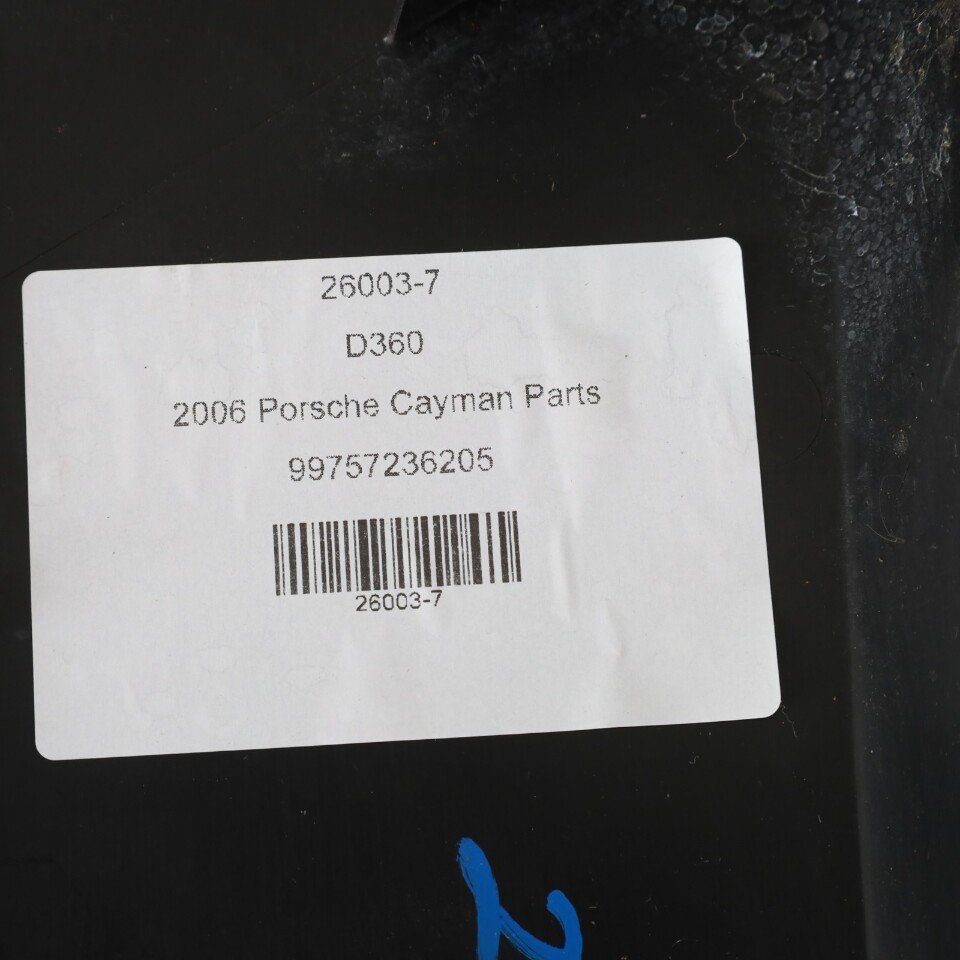 26003-7
D360
2006 Porsche Cayman Parts
99757236205
26003-7